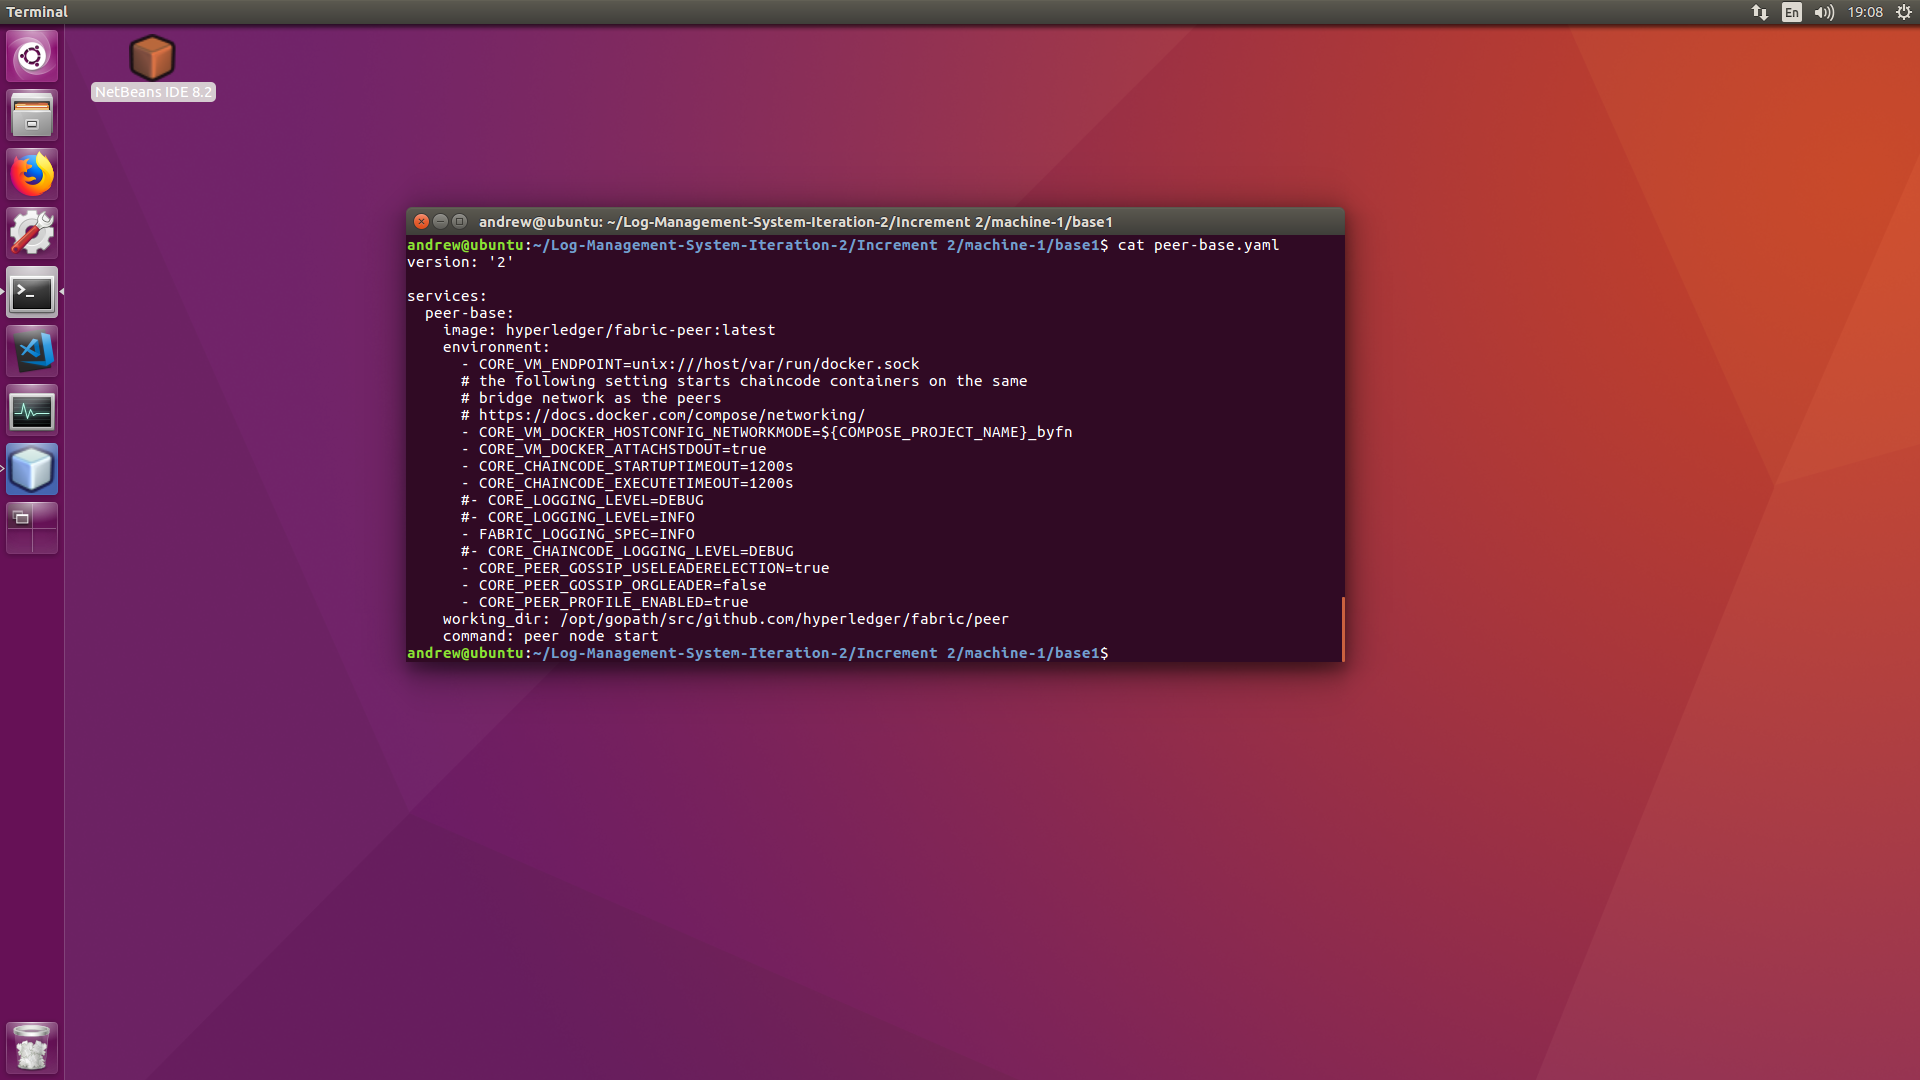 Terminal
En
19:08
NetBeans IDE 8.2
andrew@ubuntu: ~/Log-Management-System-Iteration-2/Increment 2/machine-1/base1
andrew@ubuntu:~/Log-Management-System-Iteration-2/Increment 2/machine-1/base1$ cat peer-base.yaml
version: '2'

services:
  peer-base:
    image: hyperledger/fabric-peer:latest
    environment:
      - CORE_VM_ENDPOINT=unix:///host/var/run/docker.sock
      # the following setting starts chaincode containers on the same
      # bridge network as the peers
      # https://docs.docker.com/compose/networking/
      - CORE_VM_DOCKER_HOSTCONFIG_NETWORKMODE=${COMPOSE_PROJECT_NAME}_byfn
      - CORE_VM_DOCKER_ATTACHSTDOUT=true
      - CORE_CHAINCODE_STARTUPTIMEOUT=1200s
      - CORE_CHAINCODE_EXECUTETIMEOUT=1200s
      #- CORE_LOGGING_LEVEL=DEBUG
      #- CORE_LOGGING_LEVEL=INFO
      - FABRIC_LOGGING_SPEC=INFO
      #- CORE_CHAINCODE_LOGGING_LEVEL=DEBUG
      - CORE_PEER_GOSSIP_USELEADERELECTION=true
      - CORE_PEER_GOSSIP_ORGLEADER=false
      - CORE_PEER_PROFILE_ENABLED=true
    working_dir: /opt/gopath/src/github.com/hyperledger/fabric/peer
    command: peer node start
andrew@ubuntu:~/Log-Management-System-Iteration-2/Increment 2/machine-1/base1$